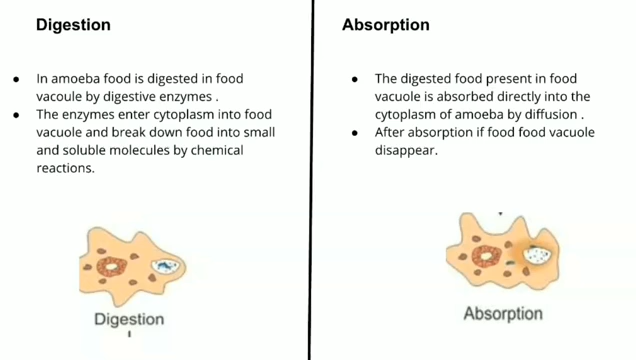 Digestion
● In amoeba food is digested in food
vacoule by digestive enzymes .
● The enzymes enter cytoplasm into food
vacuole and break down food into small
and soluble molecules by chemical
reactions.
Digestion
Absorption
● The digested food present in food
vacuole is absorbed directly into the
cytoplasm of amoeba by diffusion .
● After absorption if food food vacuole
disappear.
Absorption